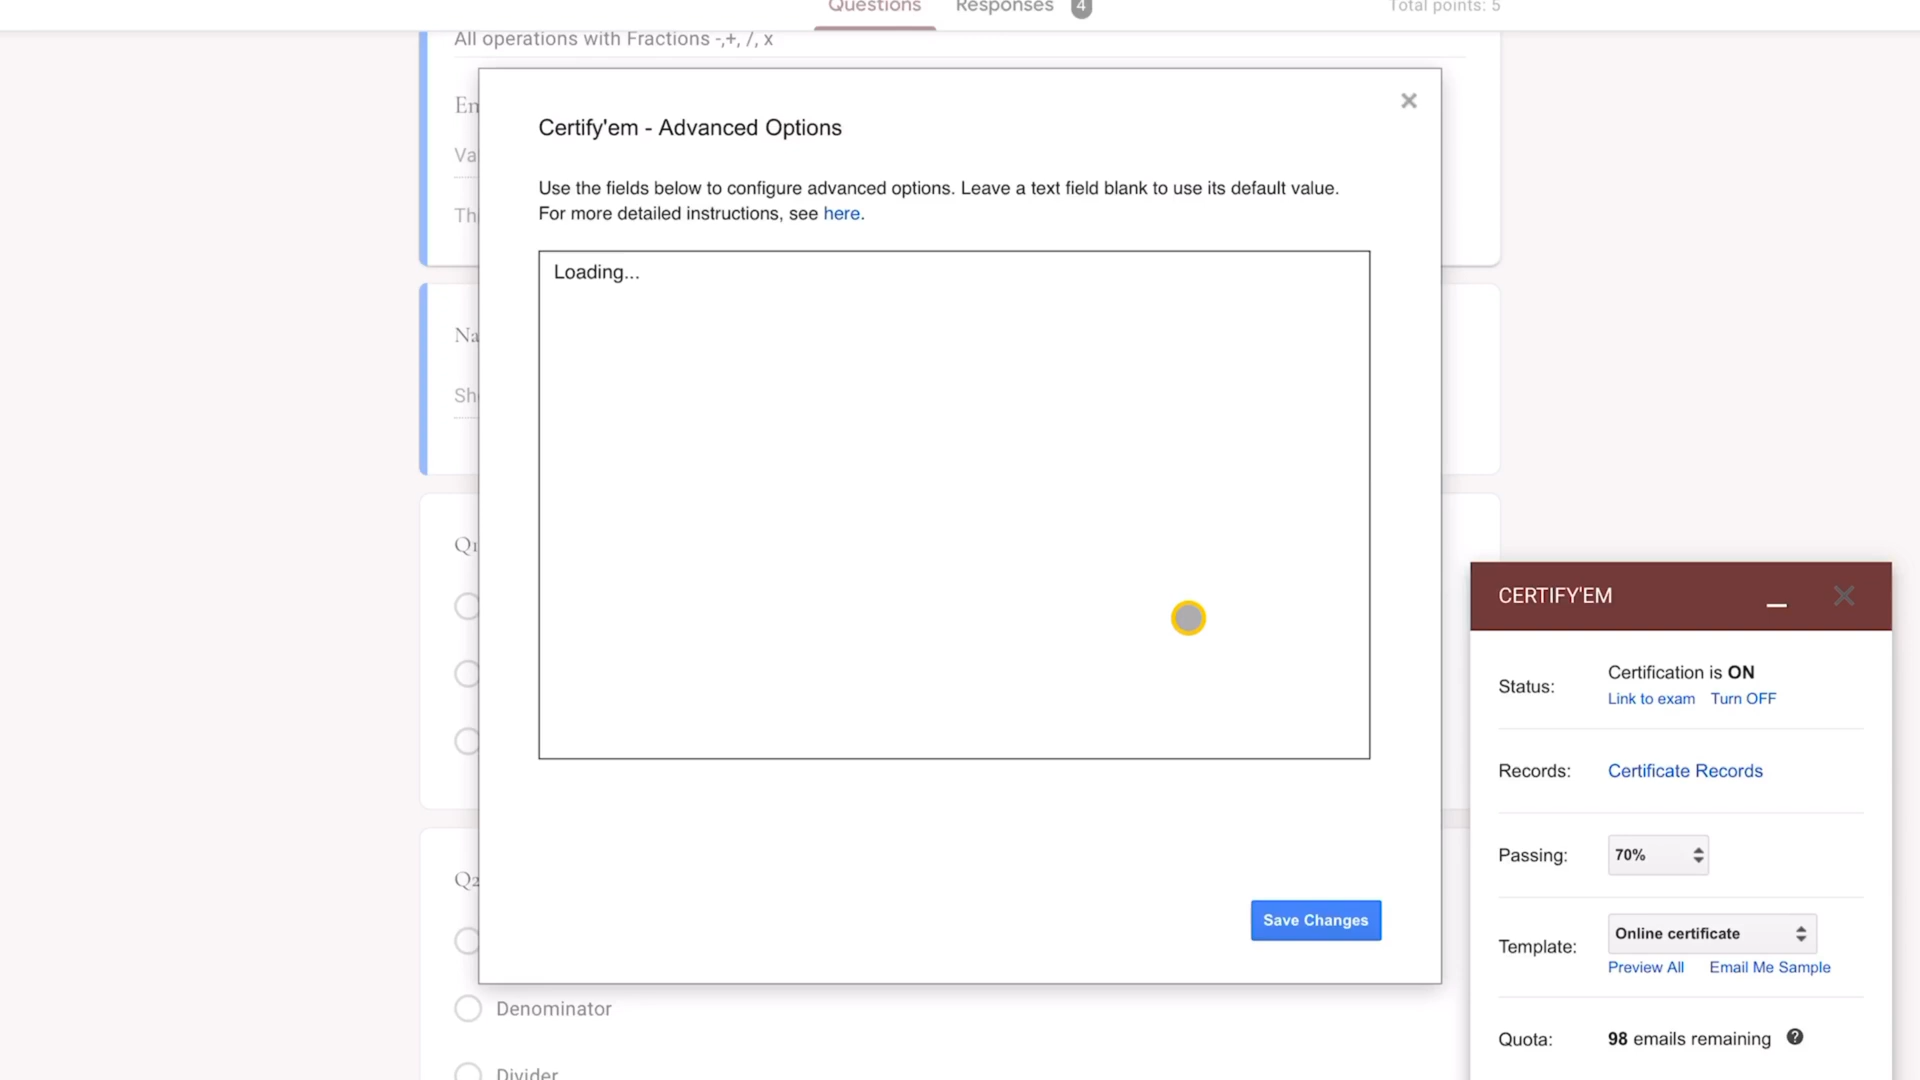 Questions
Responses
4
Total points: 5
All operations with Fractions -,+, /, x
Certify'em - Advanced Options
Use the fields below to configure advanced options. Leave a text field blank to use its default value.
For more detailed instructions, see here.
Loading...
Save Changes
Q1
Q2
Denominator
Divider
CERTIFY'EM
Status:
Certification is ON
Link to exam Turn OFF
Records:
Certificate Records
Passing:
70%
Template:
Online certificate
Preview All Email Me Sample
Quota:
98 emails remaining ?